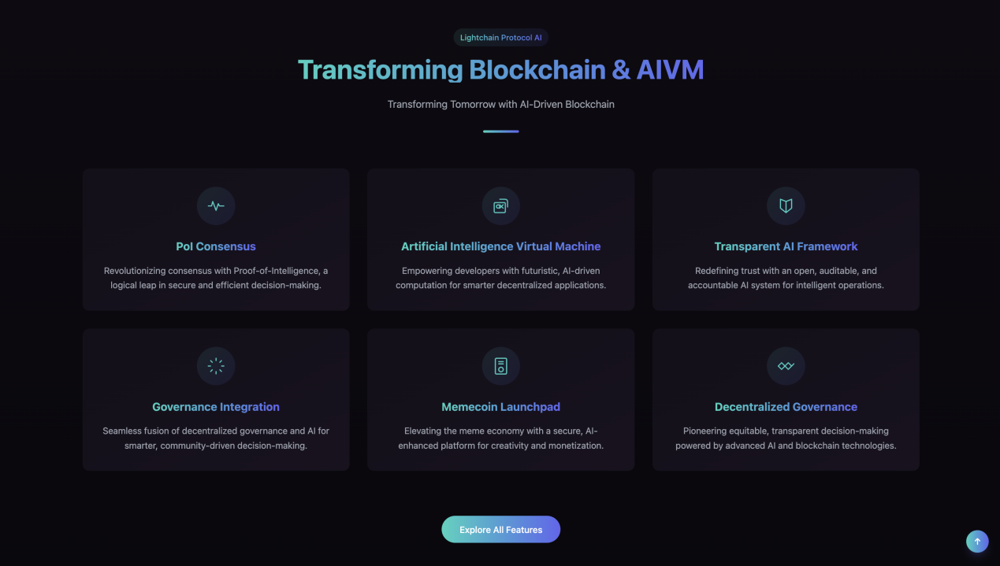 Lightchain Protocol AI
Transforming Blockchain & AIVM
Transforming Tomorrow with AI-Driven Blockchain
PoI Consensus
Revolutionizing consensus with Proof-of-Intelligence, a
logical leap in secure and efficient decision-making.
Artificial Intelligence Virtual Machine
Empowering developers with futuristic, AI-driven
computation for smarter decentralized applications.
Transparent AI Framework
Redefining trust with an open, auditable, and
accountable AI system for intelligent operations.
Governance Integration
Seamless fusion of decentralized governance and AI for
smarter, community-driven decision-making.
Memecoin Launchpad
Elevating the meme economy with a secure, AI-
enhanced platform for creativity and monetization.
Decentralized Governance
Pioneering equitable, transparent decision-making
powered by advanced AI and blockchain technologies.
Explore All Features